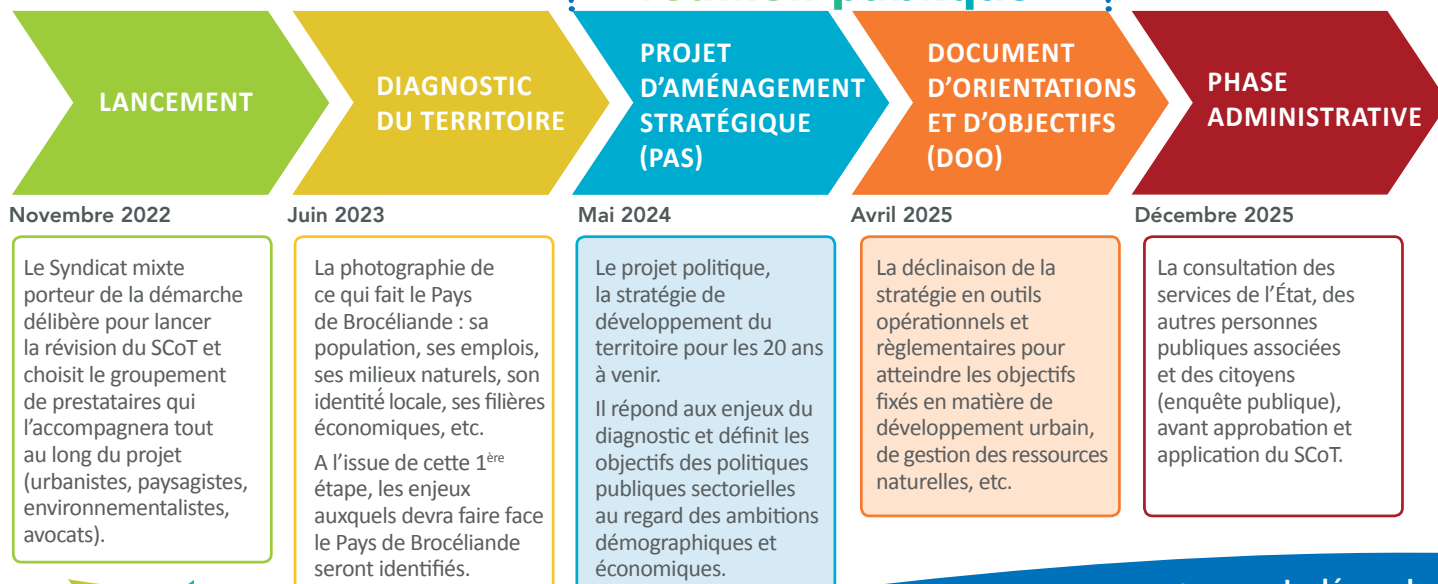 réunion publique
LANCEMENT
Novembre 2022
Le Syndicat mixte
porteur de la démarche
délibère pour lancer
la révision du SCoT et
choisit le groupement
de prestataires qui
l'accompagnera tout
au long du projet
(urbanistes, paysagistes,
environnementalistes,
avocats).
DIAGNOSTIC
DU TERRITOIRE
Juin 2023
La photographie de
ce qui fait le Pays
de Brocéliande : sa
population, ses emplois,
ses milieux naturels, son
identité locale, ses filières
économiques, etc.
A l'issue de cette 1ère
étape, les enjeux
auxquels devra faire face
le Pays de Brocéliande
seront identifiés.
PROJET
D'AMÉNAGEMENT
STRATÉGIQUE
(PAS)
Mai 2024
Le projet politique,
la stratégie de
développement du
territoire pour les 20 ans
à venir.
Il répond aux enjeux du
diagnostic et définit les
objectifs des politiques
publiques sectorielles
au regard des ambitions
démographiques et
économiques.
DOCUMENT
D'ORIENTATIONS
ET D'OBJECTIFS
(DOO)
Avril 2025
La déclinaison de la
stratégie en outils
opérationnels et
règlementaires pour
atteindre les objectifs
fixés en matière de
développement urbain,
de gestion des ressources
naturelles, etc.
PHASE
ADMINISTRATIVE
Décembre 2025
La consultation des
services de l'État, des
autres personnes
publiques associées
et des citoyens
(enquête publique),
avant approbation et
application du SCoT.